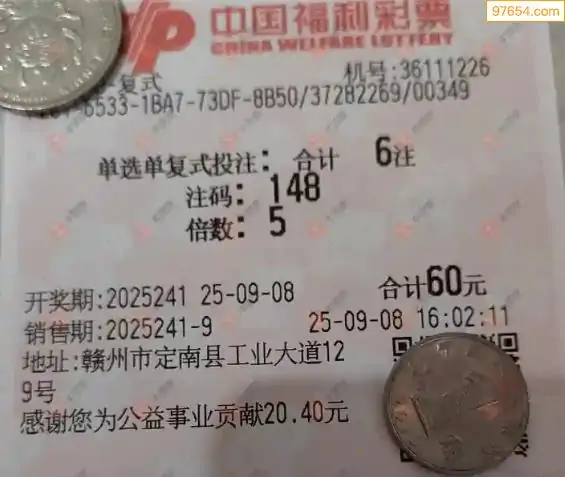 97654.com
中国福利彩票
CHINA WELFARE LOTTERY
复式
机号:36111226
6533-1BA7-73DF-8B50/37282269/00349
单选单复式投注: 合计 6注
注码: 148
倍数: 5
开奖期:2025241 25-09-08 合计60元
销售期:2025241-9 25-09-08 16:02:11
地址:赣州市定南县工业大道12
9号
感谢您为公益事业贡献20.40元